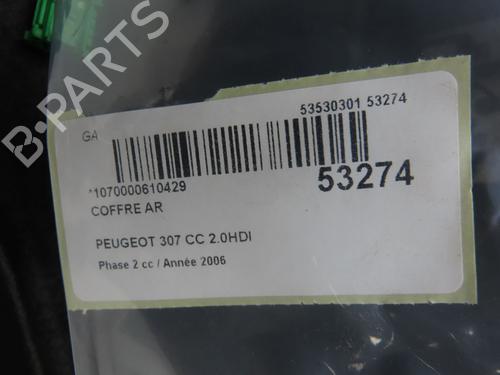 B-PARTS
GA
53530301 53274
*1070000610429
53274
COFFRE AR
PEUGEOT 307 CC 2.0HDI
Phase 2 cc / Année 2006